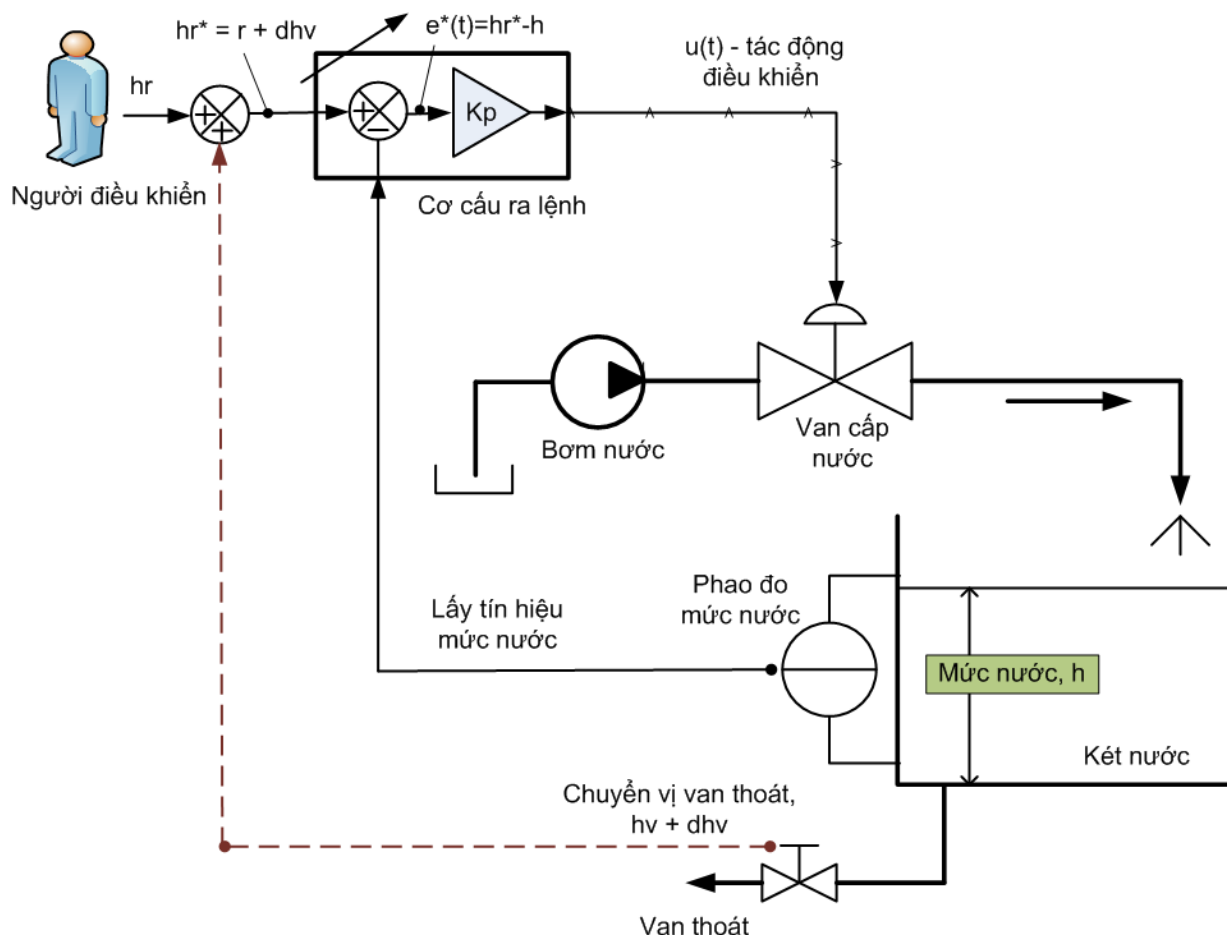 hr* = r + dhv
e*(t)=hr*-h
u(t) - tác động
điều khiển
hr
+
+
+
−
Kp
Người điều khiển
Cơ cấu ra lệnh
Bơm nước
Van cấp
nước
Phao đo
mức nước
Lấy tín hiệu
mức nước
Mức nước, h
Két nước
Chuyển vị van thoát,
hv + dhv
Van thoát